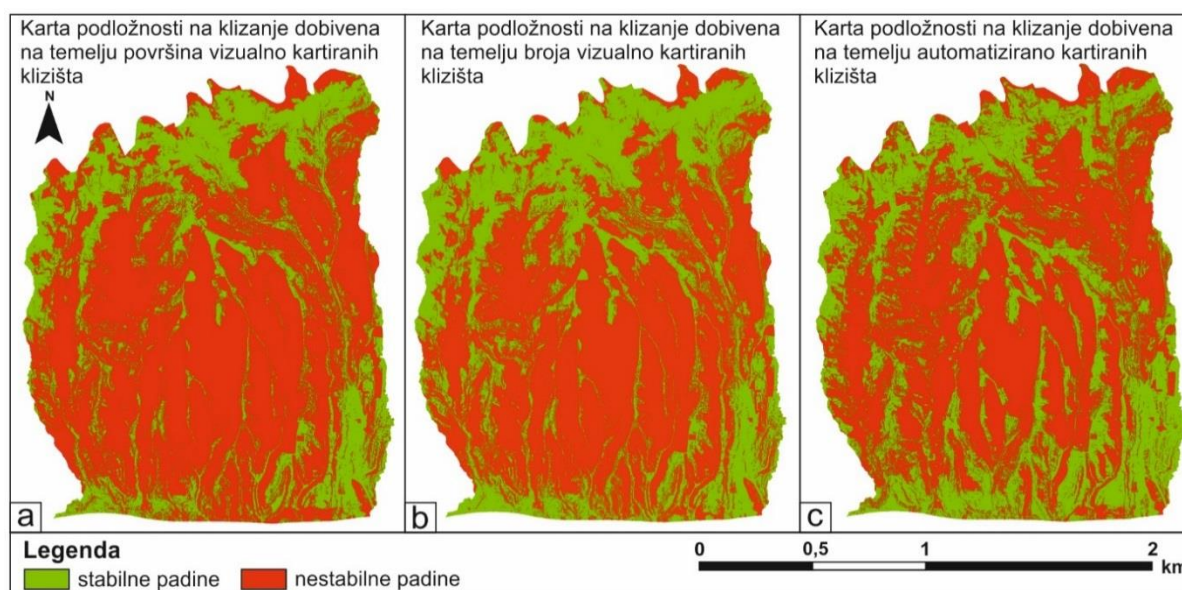 Karta podložnosti na klizanje dobivena
na temelju površina vizualno kartiranih
klizišta
N
a
Karta podložnosti na klizanje dobivena
na temelju broja vizualno kartiranih
klizišta
b
Karta podložnosti na klizanje dobivena
na temelju automatizirano kartiranih
klizišta
c
Legenda
stabilne padine
nestabilne padine
0
0,5
1
2
km